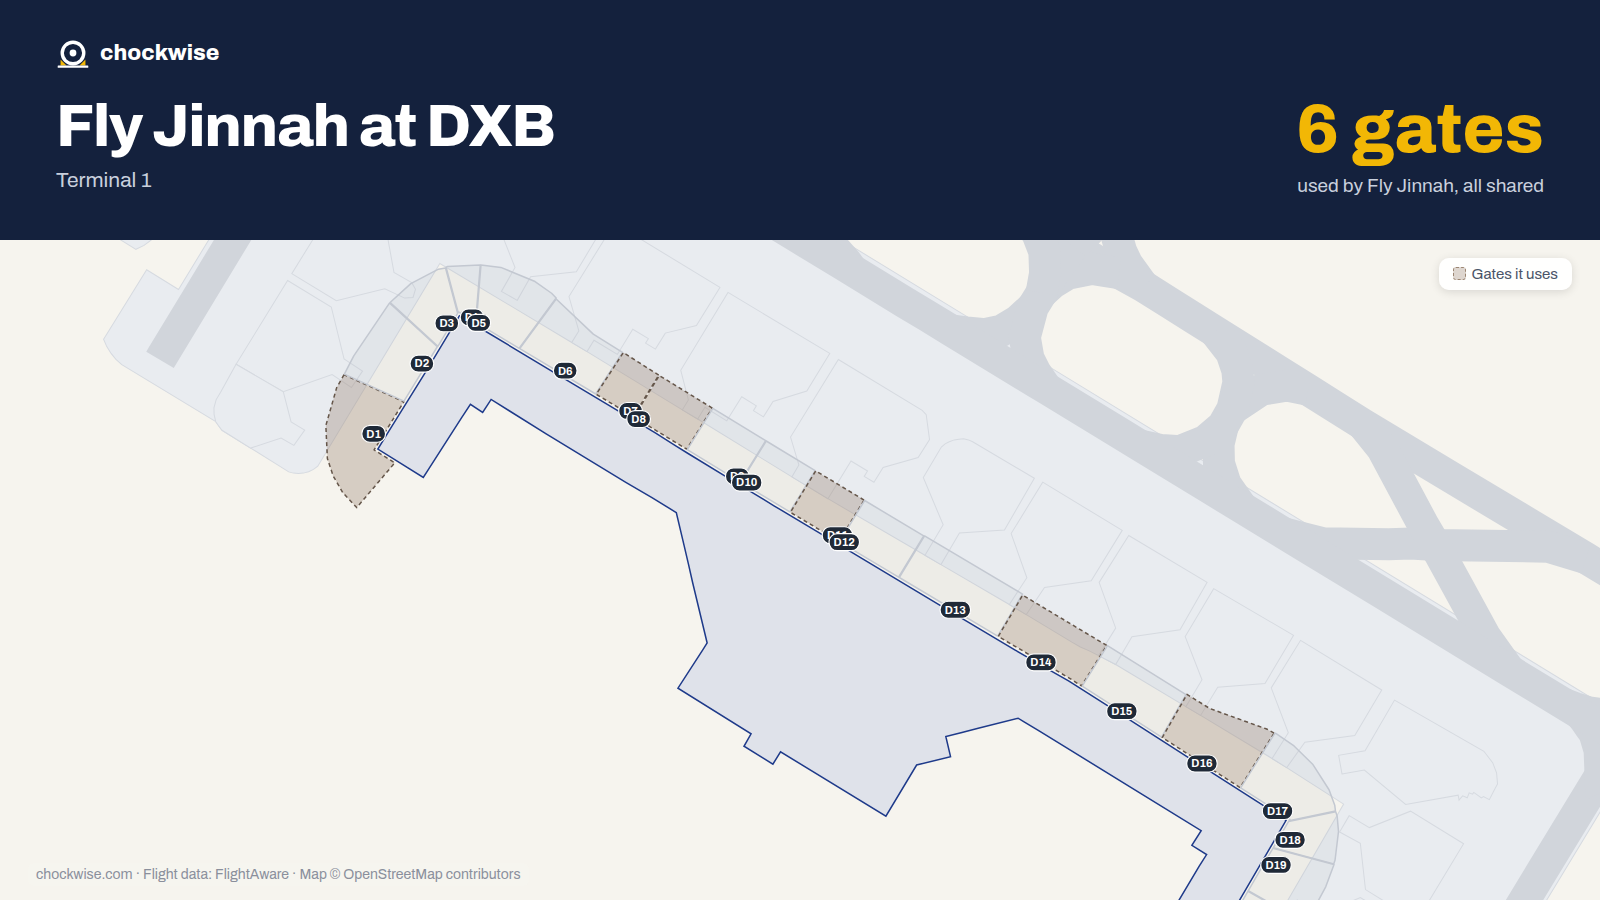 chockwise
Fly Jinnah at DXB
Terminal 1
6 gates
used by Fly Jinnah, all shared
Gates it uses
D3
D5
D2
D6
D1
D8
D10
D12
D13
D14
D15
D16
D17
D18
D19
chockwise.com · Flight data: FlightAware · Map © OpenStreetMap contributors